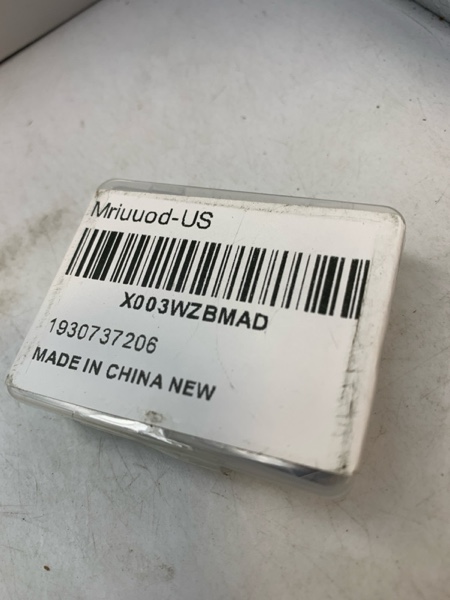 Mriuuod-US
X003WZBMAD
1930737206
MADE IN CHINA NEW